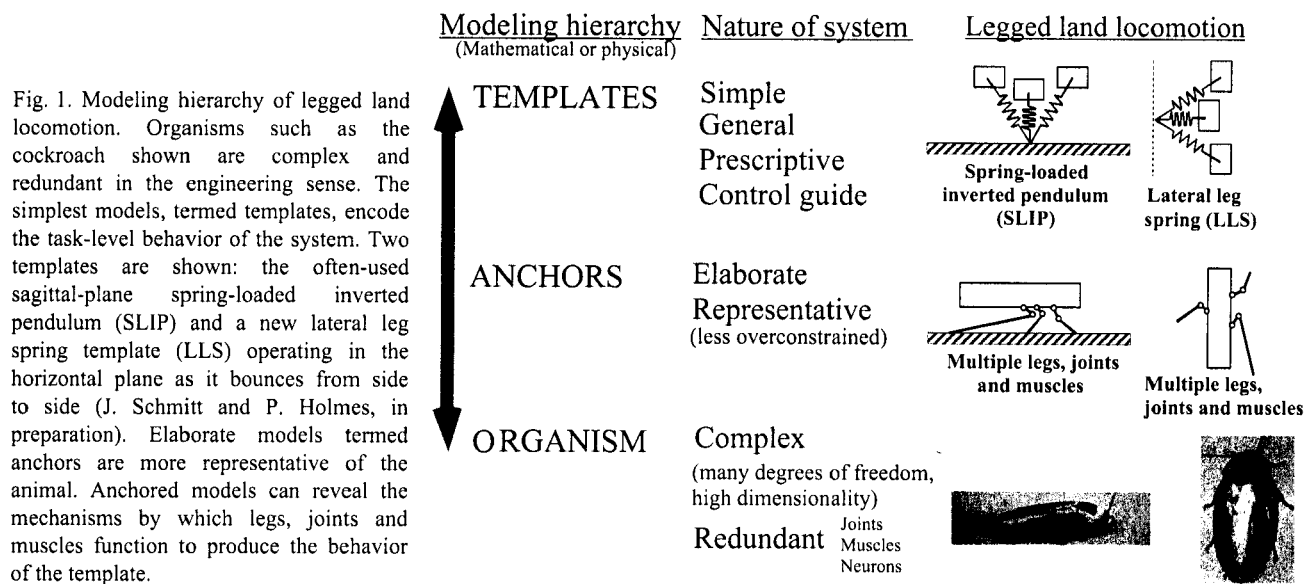 Modeling hierarchy
(Mathematical or physical)
Nature of system
Legged land locomotion
Fig. 1. Modeling hierarchy of legged land
locomotion. Organisms such as the
cockroach shown are complex and
redundant in the engineering sense. The
simplest models, termed templates, encode
the task-level behavior of the system. Two
templates are shown: the often-used
sagittal-plane spring-loaded inverted
pendulum (SLIP) and a new lateral leg
spring template (LLS) operating in the
horizontal plane as it bounces from side
to side (J. Schmitt and P. Holmes, in
preparation). Elaborate models termed
anchors are more representative of the
animal. Anchored models can reveal the
mechanisms by which legs, joints and
muscles function to produce the behavior
of the template.
TEMPLATES
Simple
General
Prescriptive
Control guide
Spring-loaded
inverted pendulum
(SLIP)
Lateral leg
spring (LLS)
ANCHORS
Elaborate
Representative
(less overconstrained)
Multiple legs, joints
and muscles
Multiple legs,
joints and muscles
ORGANISM
Complex
(many degrees of freedom,
high dimensionality)
Redundant
Joints
Muscles
Neurons